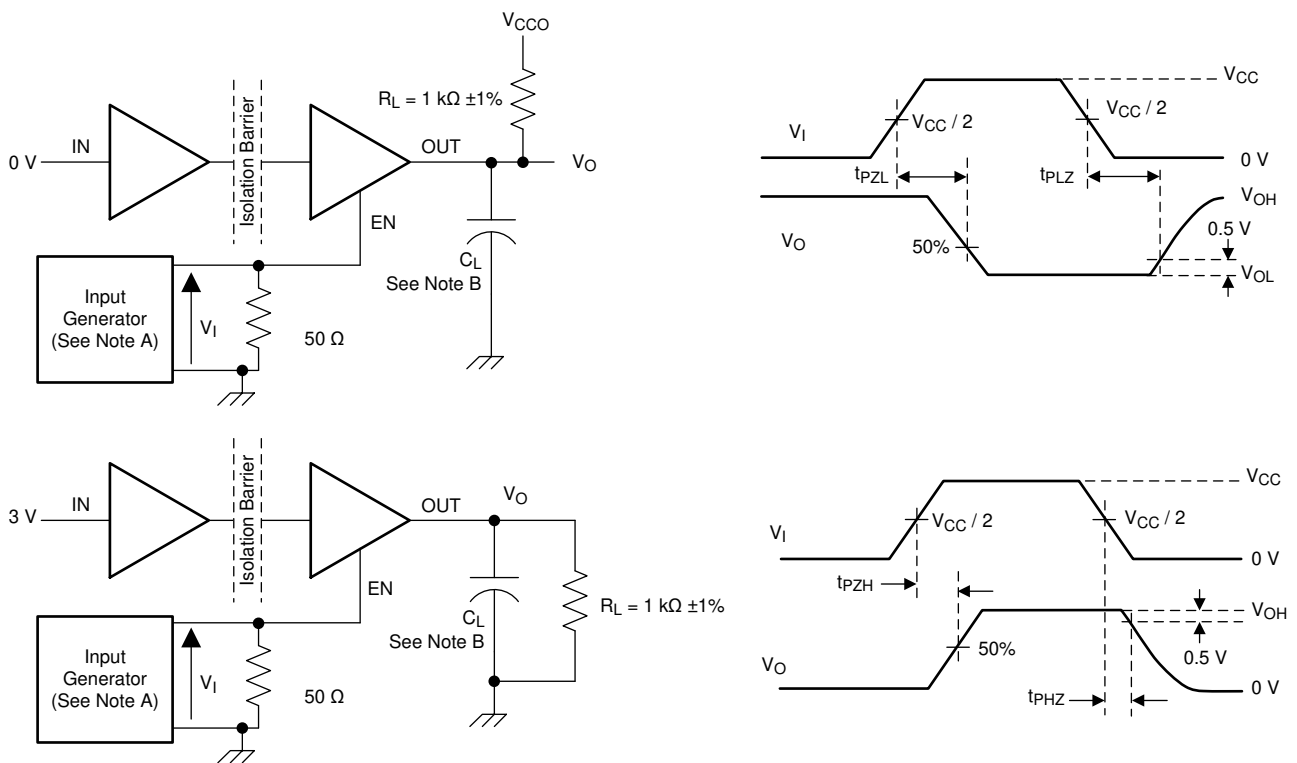 VCCO
RL = 1 kΩ ±1%
0 V
IN
Isolation Barrier
OUT
VO
EN
CL
See Note B
Input
Generator
(See Note A)
VI
50 Ω
VI
VCC / 2
VCC / 2
VCC
0 V
tPZL
tPLZ
VO
50%
VOH
0.5 V
VOL
3 V
IN
Isolation Barrier
OUT
VO
EN
CL
See Note B
RL = 1 kΩ ±1%
Input
Generator
(See Note A)
VI
50 Ω
VI
VCC / 2
VCC / 2
VCC
0 V
tPZH
VO
50%
VOH
0.5 V
tPHZ
0 V